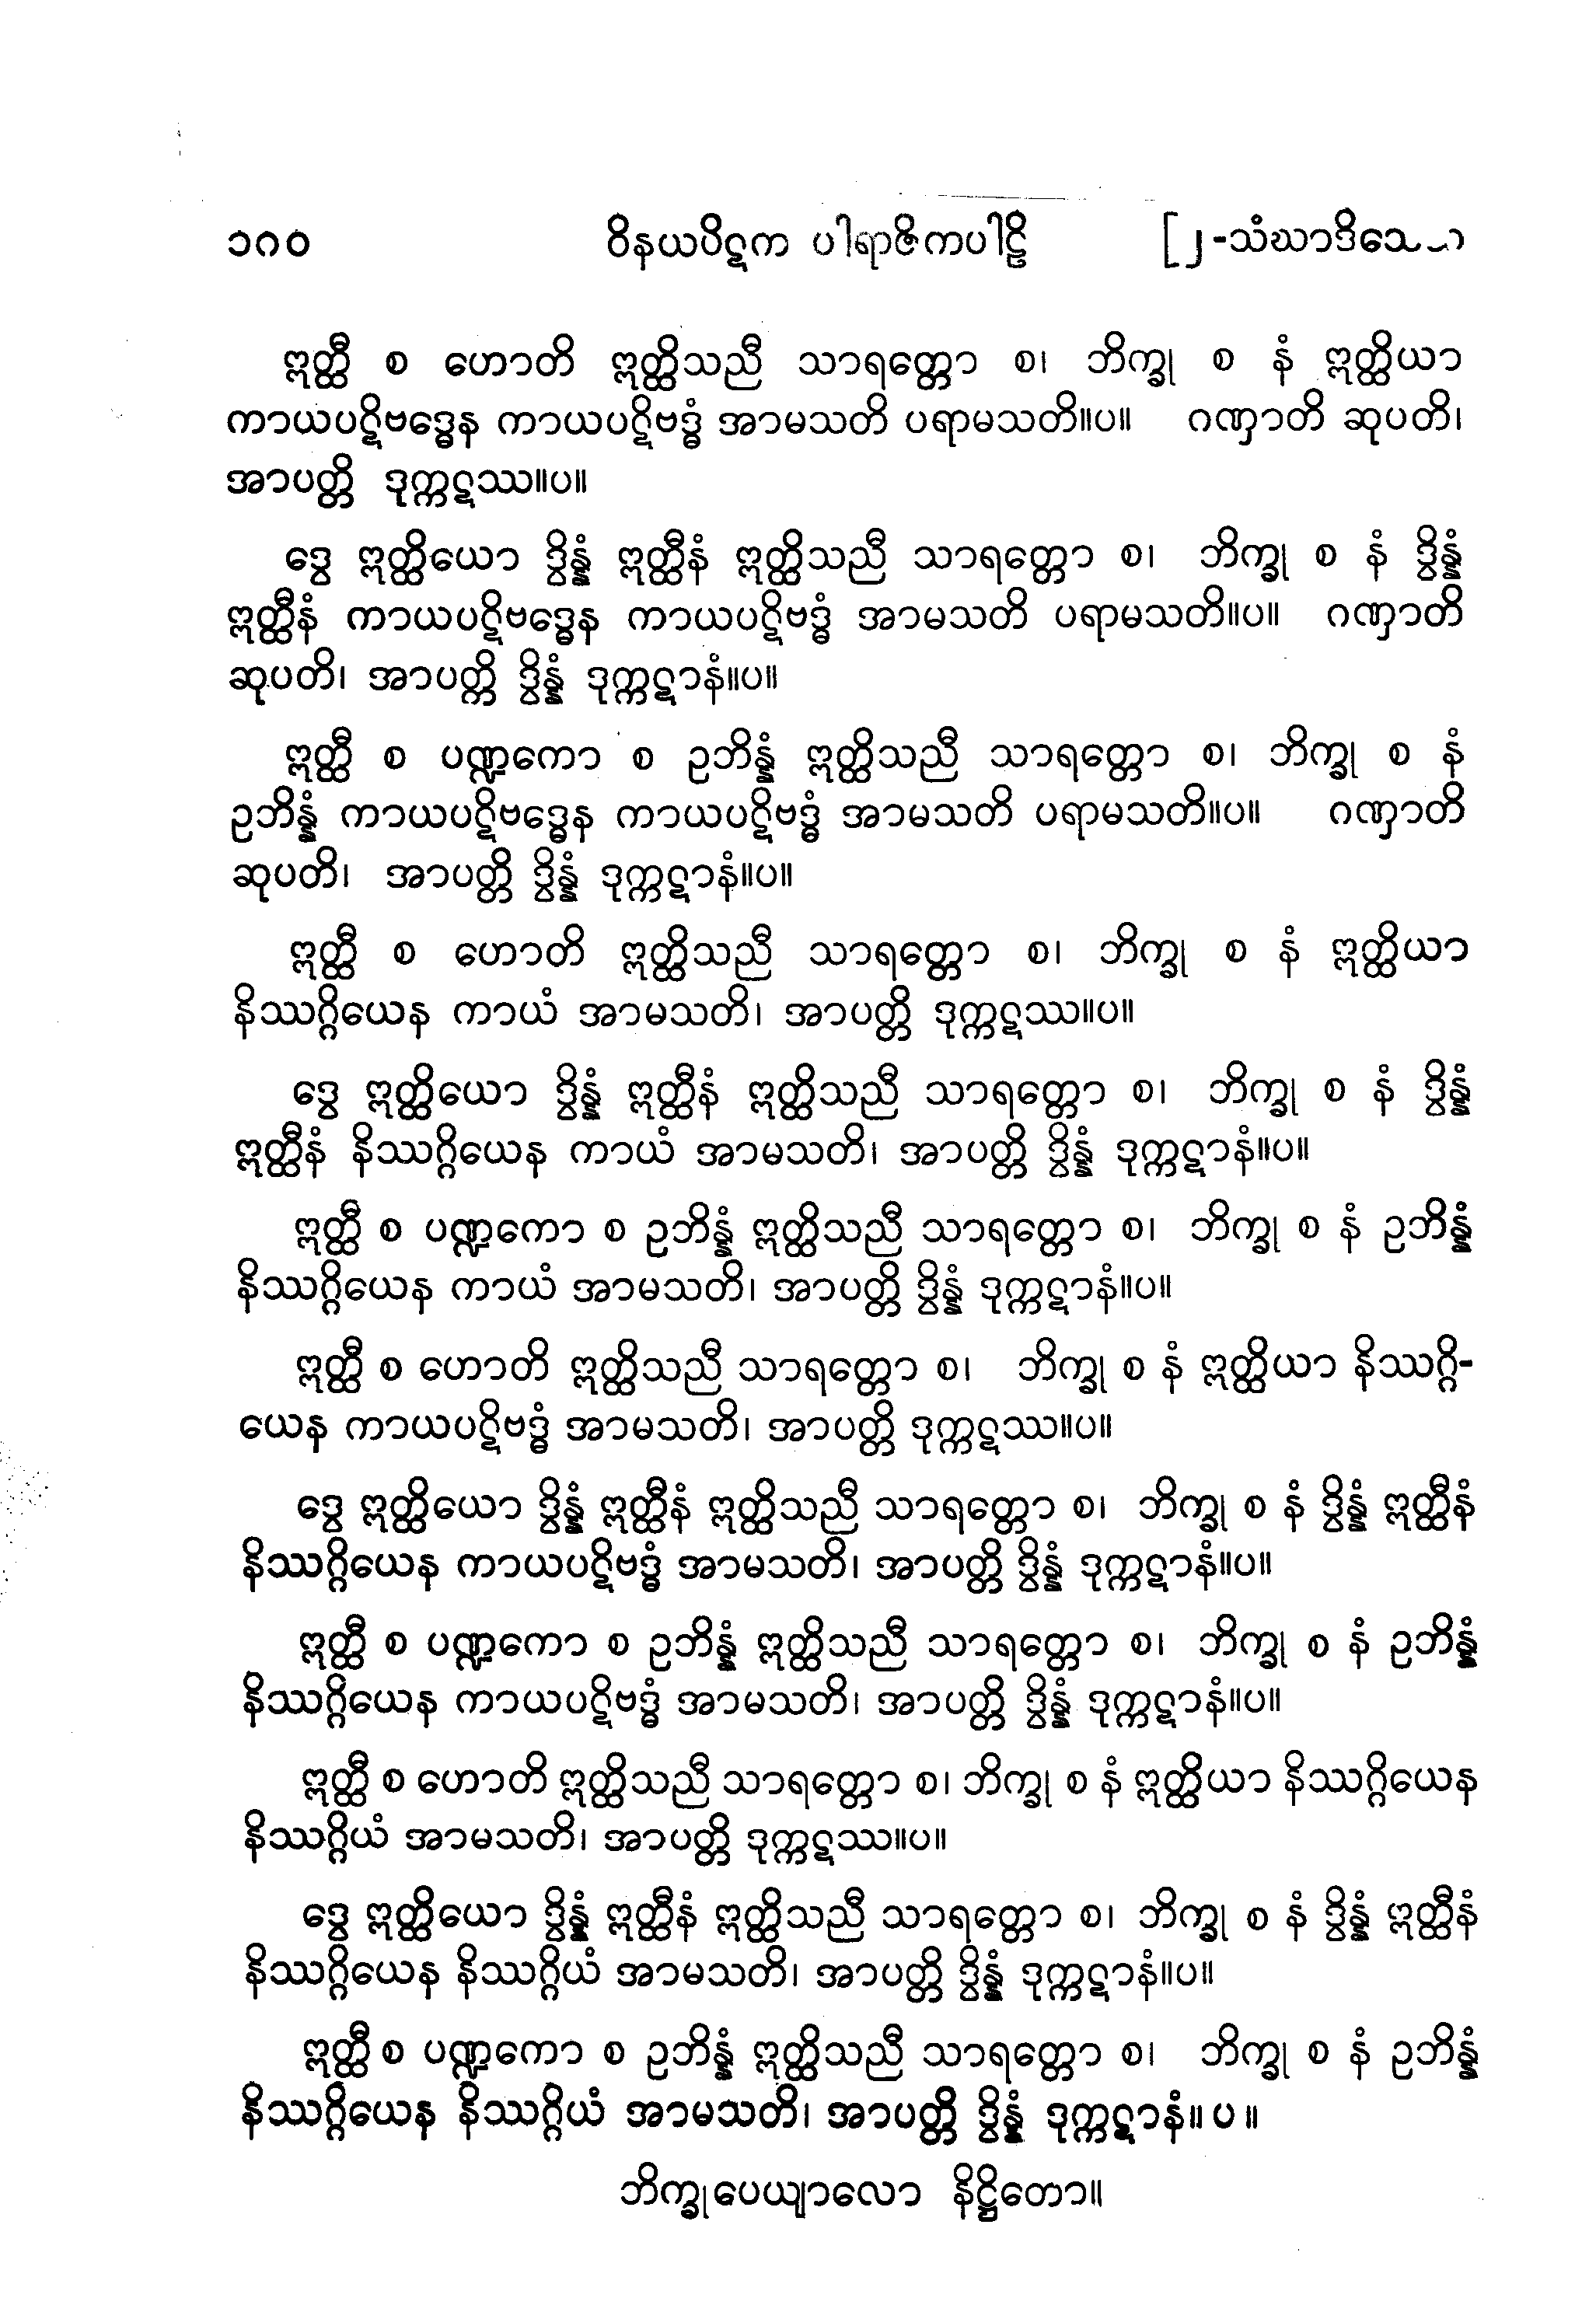 ၁၈၀ ဝိနယပိဋက ပါရာဇိကပါဠိ [၂-သံဃာဒိသေ
ဣတ္ထီ စ ဟောတိ ဣတ္ထိသညီ သာရတ္တော စ၊ ဘိက္ခု စ နံ ဣတ္ထိယာ
ကာယပဋိဗဒ္ဓေန ကာယပဋိဗဒ္ဓံ အာမသတိ ပရာမသတိ။ပ။ ဂဏှာတိ ဆုပတိ၊
အာပတ္တိ ဒုက္ကဋဿ။ပ။
ဒွေ ဣတ္ထိယော ဒွိန္နံ ဣတ္ထီနံ ဣတ္ထိသညီ သာရတ္တော စ၊ ဘိက္ခု စ နံ ဒွိန္နံ
ဣတ္ထီနံ ကာယပဋိဗဒ္ဓေန ကာယပဋိဗဒ္ဓံ အာမသတိ ပရာမသတိ။ပ။ ဂဏှာတိ
ဆုပတိ၊ အာပတ္တိ ဒွိန္နံ ဒုက္ကဋာနံ။ပ။
ဣတ္ထီ စ ပဏ္ဍကော စ ဥဘိန္နံ ဣတ္ထိသညီ သာရတ္တော စ၊ ဘိက္ခု စ နံ
ဥဘိန္နံ ကာယပဋိဗဒ္ဓေန ကာယပဋိဗဒ္ဓံ အာမသတိ ပရာမသတိ။ပ။ ဂဏှာတိ
ဆုပတိ၊ အာပတ္တိ ဒွိန္နံ ဒုက္ကဋာနံ။ပ။
ဣတ္ထီ စ ဟောတိ ဣတ္ထိသညီ သာရတ္တော စ၊ ဘိက္ခု စ နံ ဣတ္ထိယာ
နိဿဂ္ဂိယေန ကာယံ အာမသတိ၊ အာပတ္တိ ဒုက္ကဋဿ။ပ။
ဒွေ ဣတ္ထိယော ဒွိန္နံ ဣတ္ထီနံ ဣတ္ထိသညီ သာရတ္တော စ၊ ဘိက္ခု စ နံ ဒွိန္နံ
ဣတ္ထီနံ နိဿဂ္ဂိယေန ကာယံ အာမသတိ၊ အာပတ္တိ ဒွိန္နံ ဒုက္ကဋာနံ။ပ။
ဣတ္ထီ စ ပဏ္ဍကော စ ဥဘိန္နံ ဣတ္ထိသညီ သာရတ္တော စ၊ ဘိက္ခု စ နံ ဥဘိန္နံ
နိဿဂ္ဂိယေန ကာယံ အာမသတိ၊ အာပတ္တိ ဒွိန္နံ ဒုက္ကဋာနံ။ပ။
ဣတ္ထီ စ ဟောတိ ဣတ္ထိသညီ သာရတ္တော စ၊ ဘိက္ခု စ နံ ဣတ္ထိယာ နိဿဂ္ဂိ-
ယေန ကာယပဋိဗဒ္ဓံ အာမသတိ၊ အာပတ္တိ ဒုက္ကဋဿ။ပ။
ဒွေ ဣတ္ထိယော ဒွိန္နံ ဣတ္ထီနံ ဣတ္ထိသညီ သာရတ္တော စ၊ ဘိက္ခု စ နံ ဒွိန္နံ ဣတ္ထီနံ
နိဿဂ္ဂိယေန ကာယပဋိဗဒ္ဓံ အာမသတိ၊ အာပတ္တိ ဒွိန္နံ ဒုက္ကဋာနံ။ပ။
ဣတ္ထီ စ ပဏ္ဍကော စ ဥဘိန္နံ ဣတ္ထိသညီ သာရတ္တော စ၊ ဘိက္ခု စ နံ ဥဘိန္နံ
နိဿဂ္ဂိယေန ကာယပဋိဗဒ္ဓံ အာမသတိ၊ အာပတ္တိ ဒွိန္နံ ဒုက္ကဋာနံ။ပ။
ဣတ္ထီ စ ဟောတိ ဣတ္ထိသညီ သာရတ္တော စ၊ ဘိက္ခု စ နံ ဣတ္ထိယာ နိဿဂ္ဂိယေန
နိဿဂ္ဂိယံ အာမသတိ၊ အာပတ္တိ ဒုက္ကဋဿ။ပ။
ဒွေ ဣတ္ထိယော ဒွိန္နံ ဣတ္ထီနံ ဣတ္ထိသညီ သာရတ္တော စ၊ ဘိက္ခု စ နံ ဒွိန္နံ ဣတ္ထီနံ
နိဿဂ္ဂိယေန နိဿဂ္ဂိယံ အာမသတိ၊ အာပတ္တိ ဒွိန္နံ ဒုက္ကဋာနံ။ပ။
ဣတ္ထီ စ ပဏ္ဍကော စ ဥဘိန္နံ ဣတ္ထိသညီ သာရတ္တော စ၊ ဘိက္ခု စ နံ ဥဘိန္နံ
နိဿဂ္ဂိယေန နိဿဂ္ဂိယံ အာမသတိ၊ အာပတ္တိ ဒွိန္နံ ဒုက္ကဋာနံ။ ပ ။
ဘိက္ခုပေယျာလော နိဋ္ဌိတော။